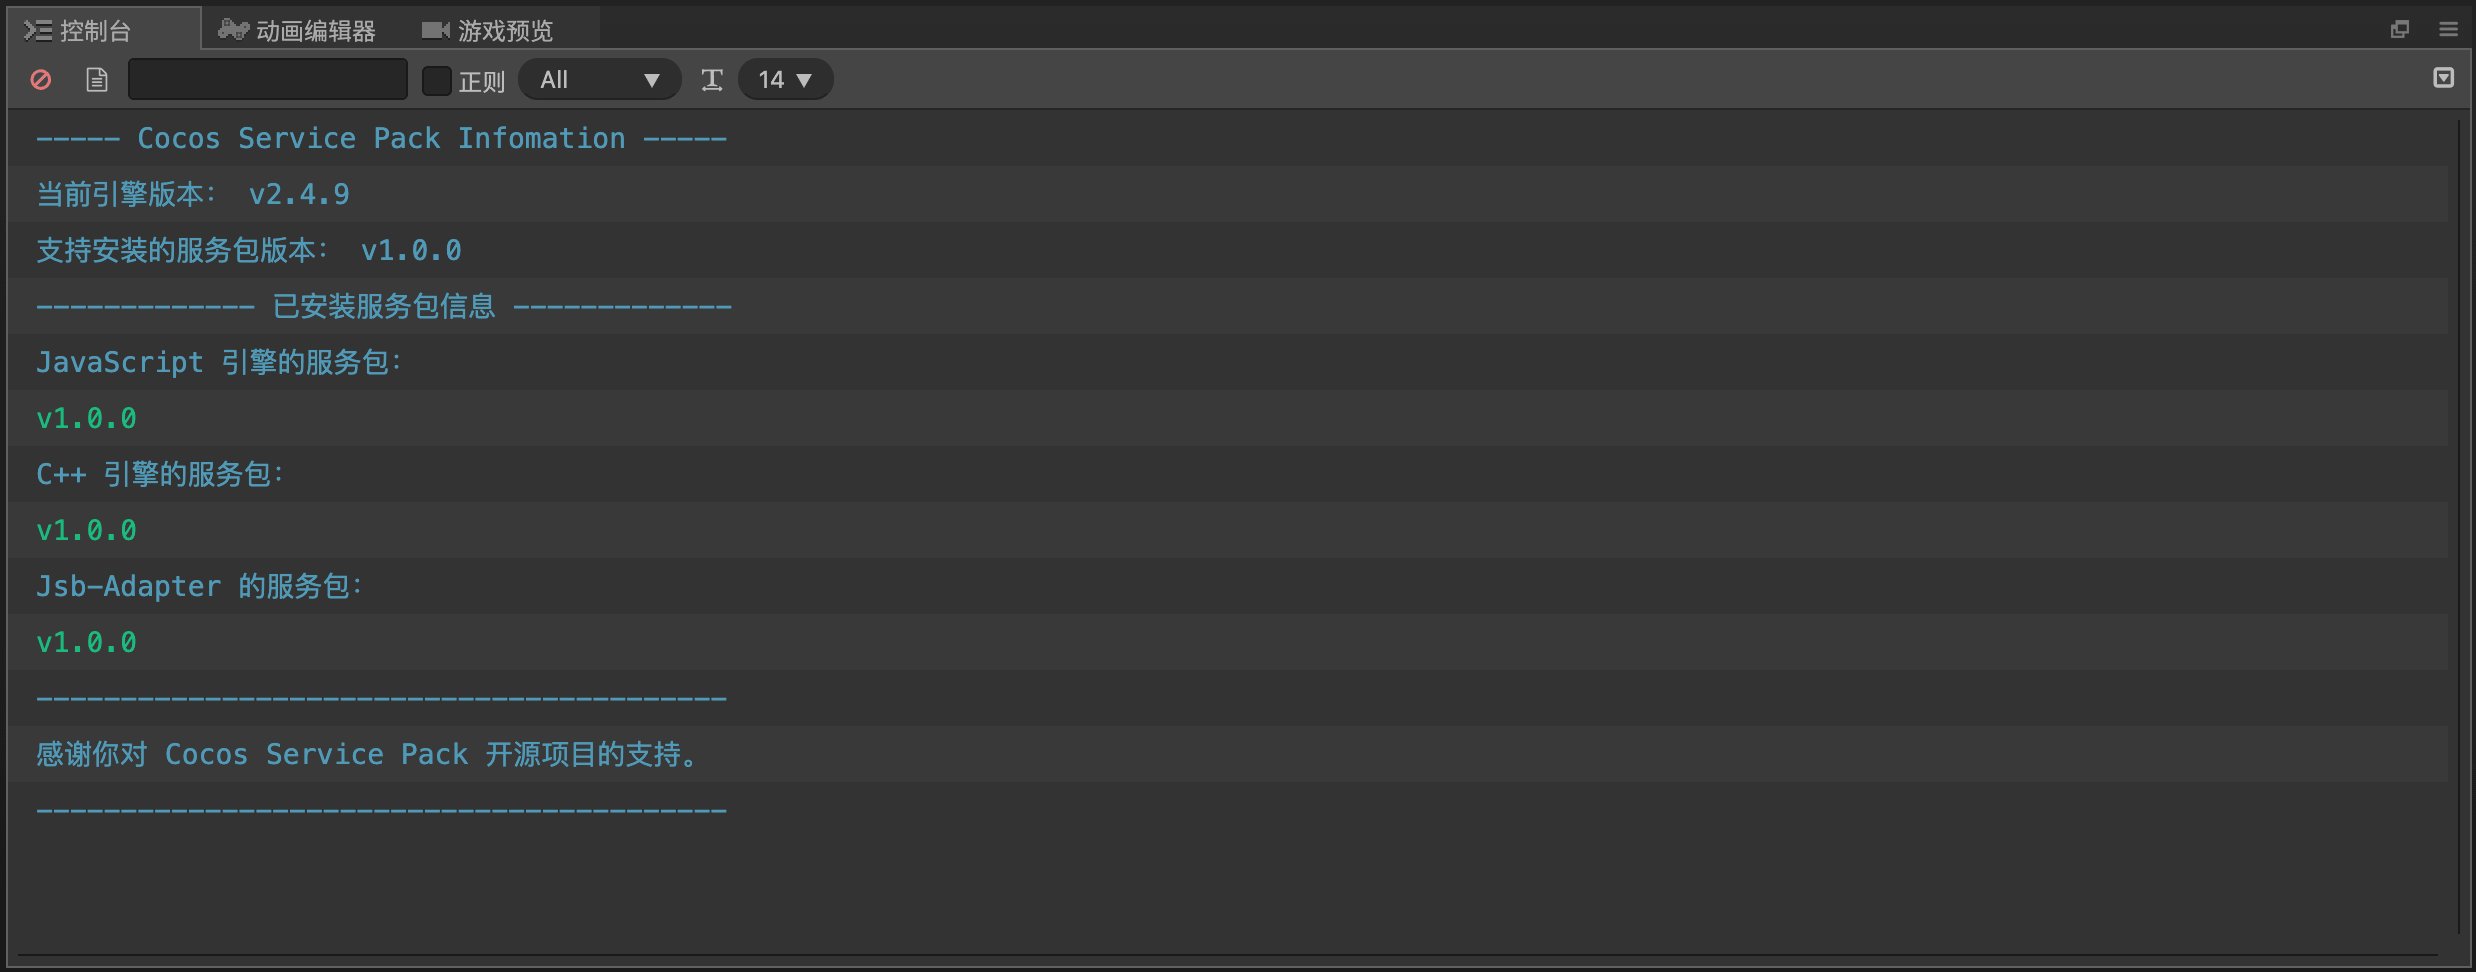 控制台 动画编辑器 游戏预览
正则 All 14
----- Cocos Service Pack Infomation -----
当前引擎版本： v2.4.9
支持安装的服务包版本： v1.0.0
------------- 已安装服务包信息 -------------
JavaScript 引擎的服务包：
v1.0.0
C++ 引擎的服务包：
v1.0.0
Jsb-Adapter 的服务包：
v1.0.0
-----------------------------------------
感谢你对 Cocos Service Pack 开源项目的支持。
-----------------------------------------